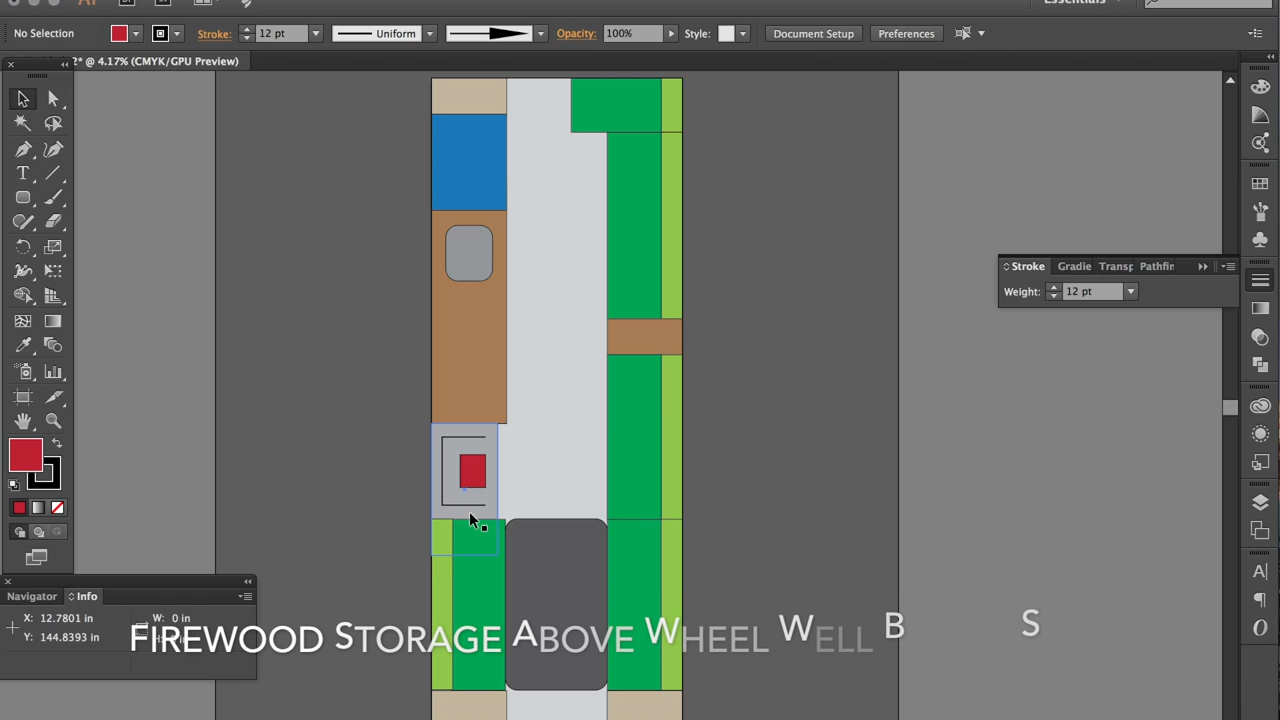 Essentials
No Selection
Stroke: 12 pt Uniform Opacity: 100% Style: Document Setup Preferences
2* @ 4.17% (CMYK/GPU Preview)
Stroke Gradie Transp Pathfin
Weight: 12 pt
Navigator Info
X: 12.7801 in
Y: 144.8393 in
W: 0 in
FIREWOOD STORAGE ABOVE WHEEL WELL B S